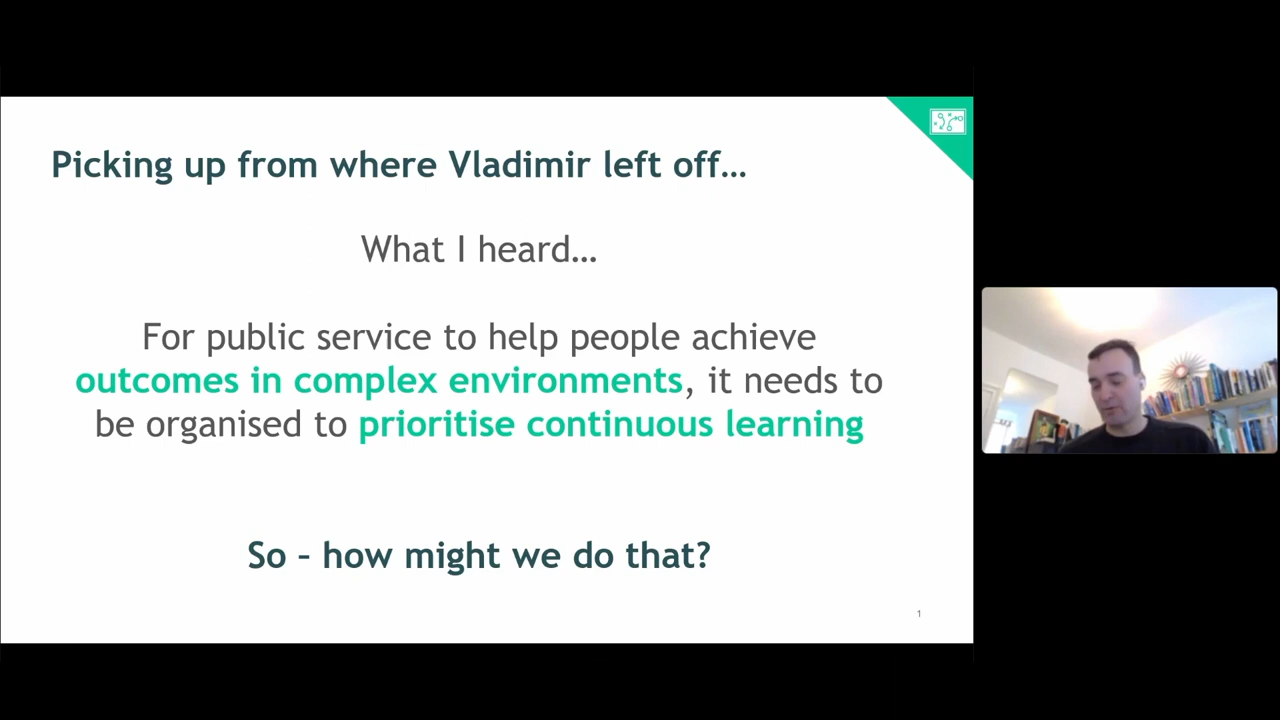 Picking up from where Vladimir left off…
What I heard…
For public service to help people achieve
outcomes in complex environments, it needs to
be organised to prioritise continuous learning
So – how might we do that?
1